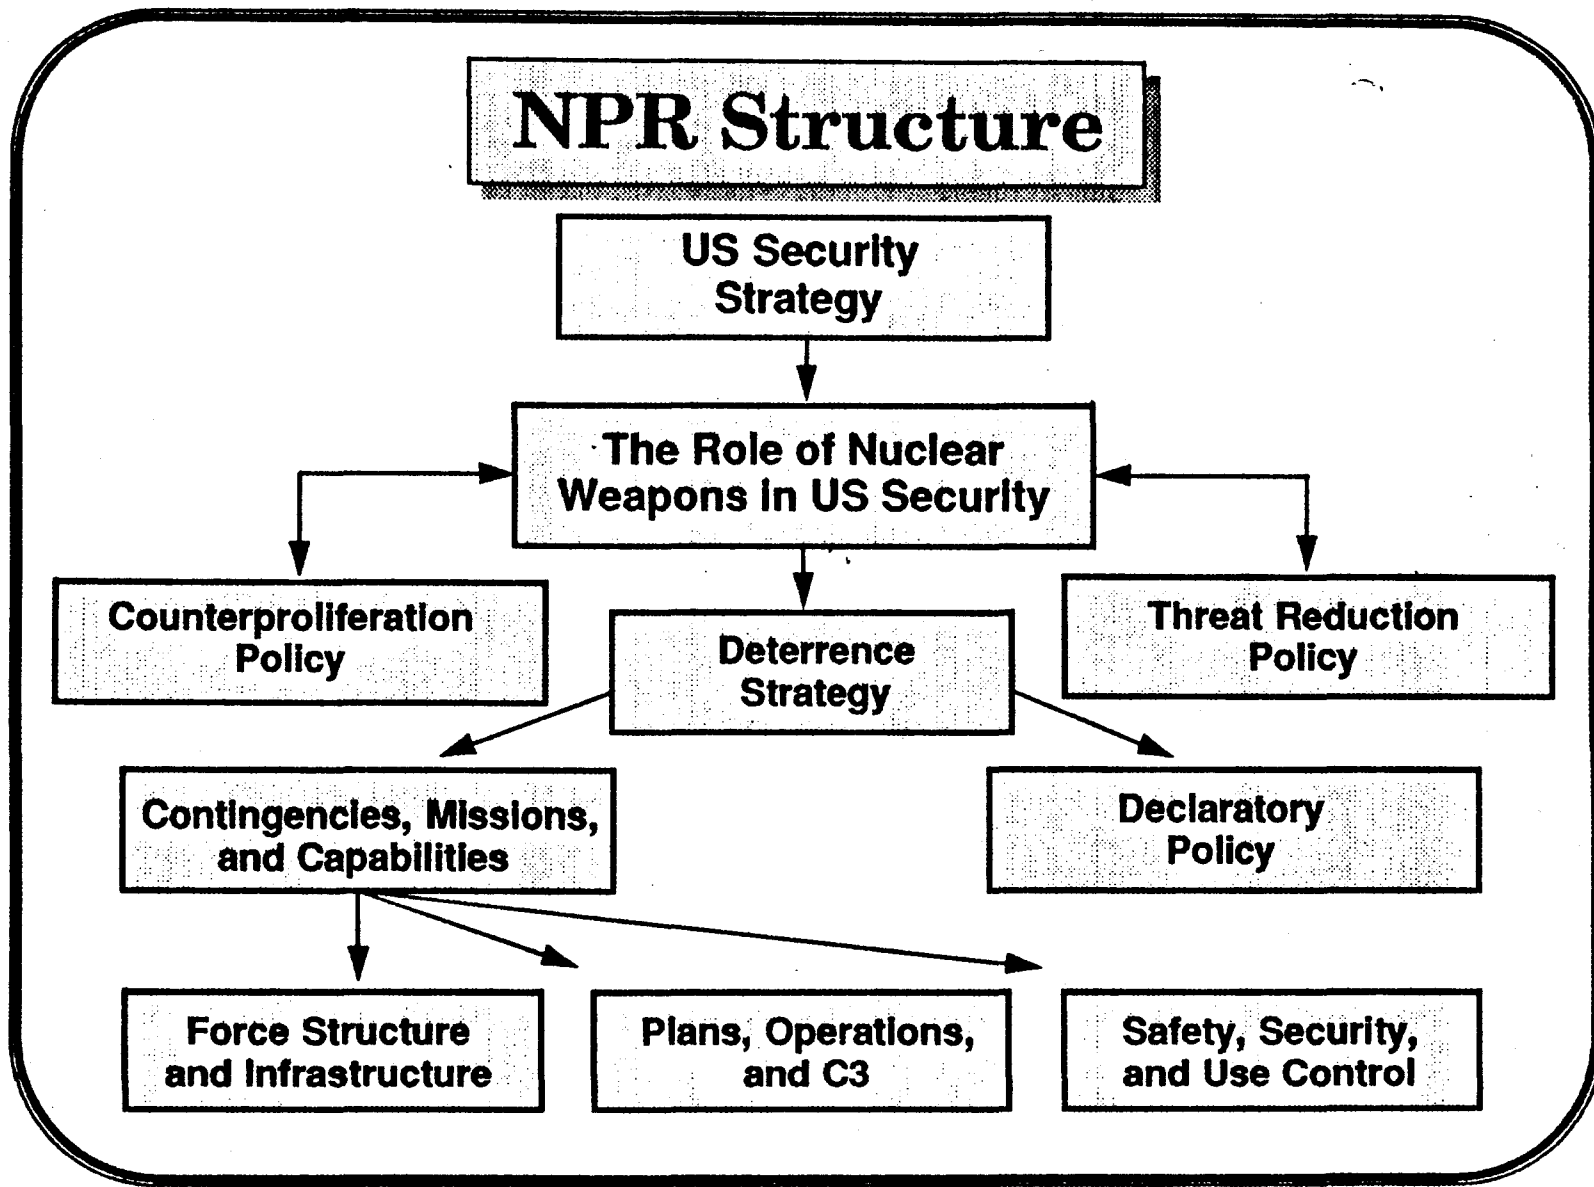 NPR Structure
US Security
Strategy
The Role of Nuclear
Weapons in US Security
Counterproliferation
Policy
Deterrence
Strategy
Threat Reduction
Policy
Contingencies, Missions,
and Capabilities
Declaratory
Policy
Force Structure
and Infrastructure
Plans, Operations,
and C3
Safety, Security,
and Use Control